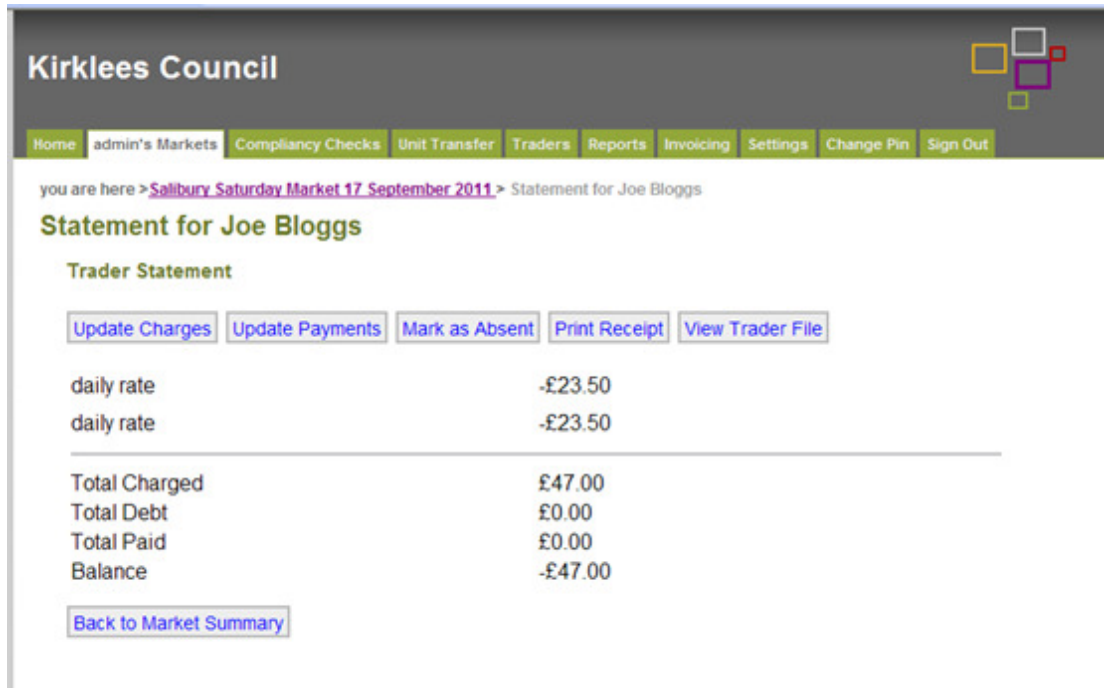 Kirklees Council
Home admin's Markets Compliancy Checks Unit Transfer Traders Reports Invoicing Settings Change Pin Sign Out
you are here >Salibury Saturday Market 17 September 2011 > Statement for Joe Bloggs
Statement for Joe Bloggs
Trader Statement
Update Charges Update Payments Mark as Absent Print Receipt View Trader File
daily rate -£23.50
daily rate -£23.50
Total Charged £47.00
Total Debt £0.00
Total Paid £0.00
Balance -£47.00
Back to Market Summary